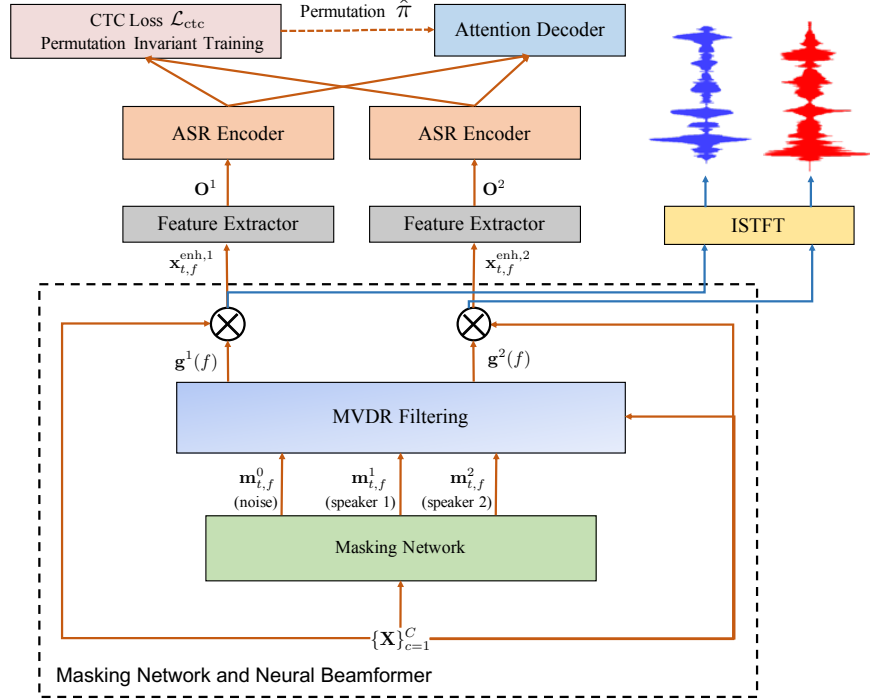 CTC Loss $\mathcal{L}_{\mathrm{ctc}}$
Permutation Invariant Training
Permutation $\hat{\pi}$
Attention Decoder
ASR Encoder
ASR Encoder
$\mathbf{O}^1$
$\mathbf{O}^2$
Feature Extractor
Feature Extractor
ISTFT
$\mathbf{x}_{t,f}^{\mathrm{enh},1}$
$\mathbf{x}_{t,f}^{\mathrm{enh},2}$
$\mathbf{g}^1(f)$
$\mathbf{g}^2(f)$
MVDR Filtering
$\mathbf{m}_{t,f}^0$
(noise)
$\mathbf{m}_{t,f}^1$
(speaker 1)
$\mathbf{m}_{t,f}^2$
(speaker 2)
Masking Network
$\{\mathbf{X}\}_{c=1}^C$
Masking Network and Neural Beamformer